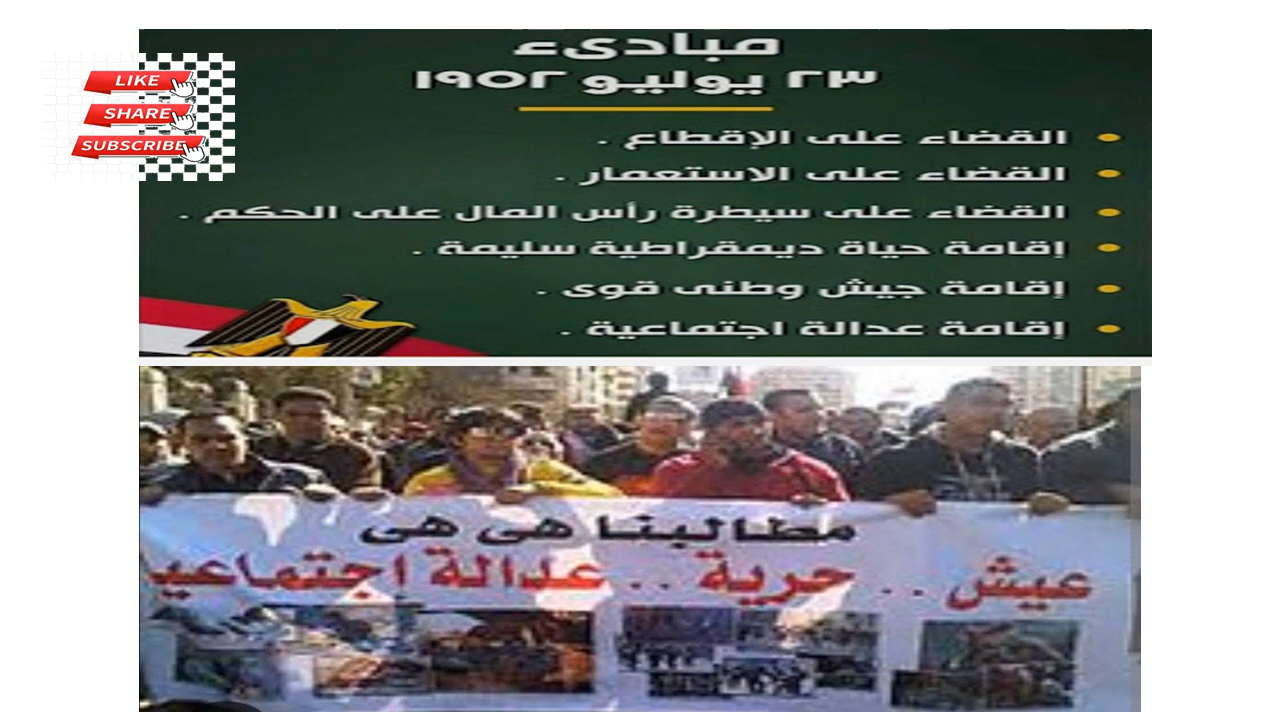 LIKE
SHARE
SUBSCRIBE
مبادىء
٢٣ يوليو ١٩٥٢
القضاء على الإقطاع .
القضاء على الاستعمار .
القضاء على سيطرة رأس المال على الحكم .
إقامة حياة ديمقراطية سليمة .
إقامة جيش وطنى قوى .
إقامة عدالة اجتماعية .
مطالبنا هى هى
عيش .. حرية .. عدالة اجتماعي